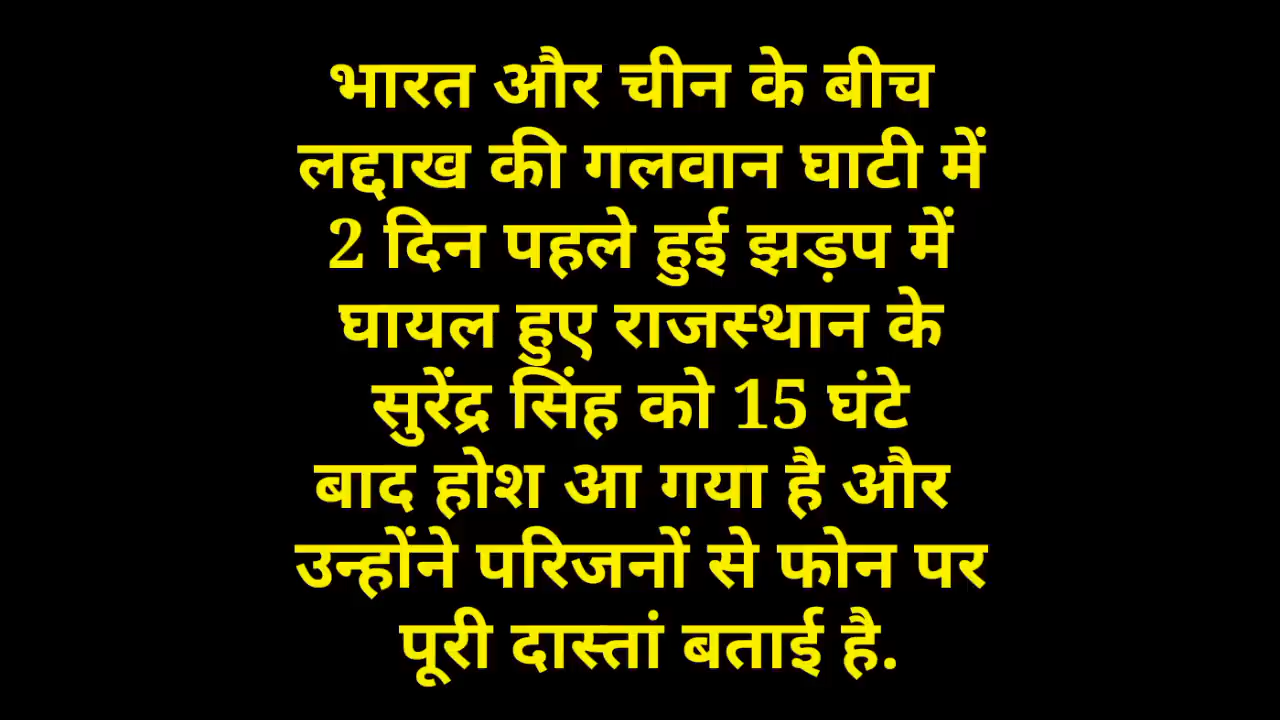 भारत और चीन के बीच
लद्दाख की गलवान घाटी में
2 दिन पहले हुई झड़प में
घायल हुए राजस्थान के
सुरेंद्र सिंह को 15 घंटे
बाद होश आ गया है और
उन्होंने परिजनों से फोन पर
पूरी दास्तां बताई है.